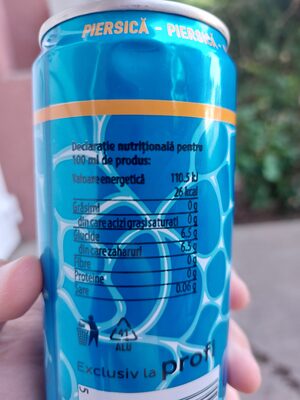 PIERSICĂ - PIERSICĂ -
Declarație nutrițională pentru
100 ml de produs:
Valoare energetică 110.5 kJ
26 kcal
Grăsimi 0 g
din care acizi grași saturați 0 g
Glucide 6.5 g
din care zaharuri 6.5 g
Fibre 0 g
Proteine 0 g
Sare 0.06 g
41
ALU
Exclusiv la profi
5